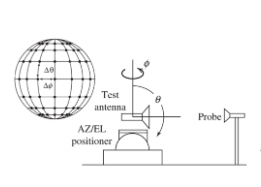 ϕ
Δθ
Δφ
Test
antenna
θ
Probe
AZ/EL
positioner